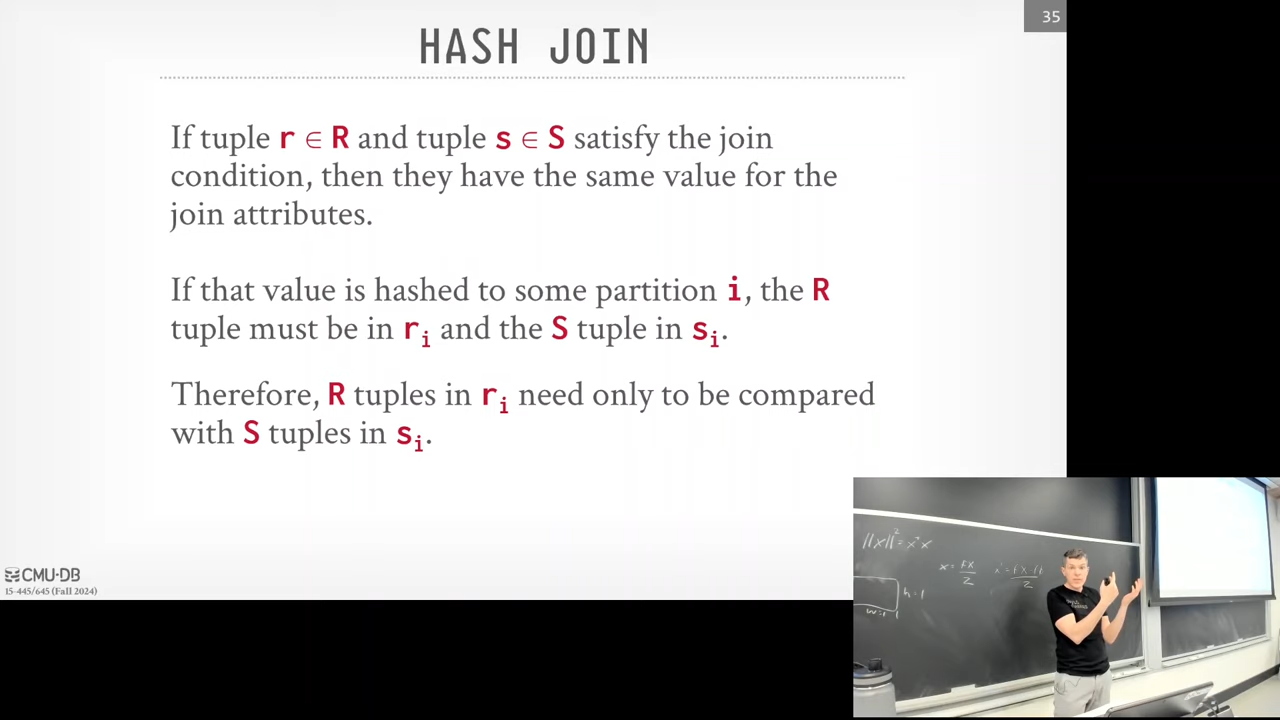 35
HASH JOIN
If tuple r ∈ R and tuple s ∈ S satisfy the join
condition, then they have the same value for the
join attributes.
If that value is hashed to some partition i, the R
tuple must be in rᵢ and the S tuple in sᵢ.
Therefore, R tuples in rᵢ need only to be compared
with S tuples in sᵢ.
CMU·DB
15-445/645 (Fall 2024)
||x||² = xᵀx
h=1